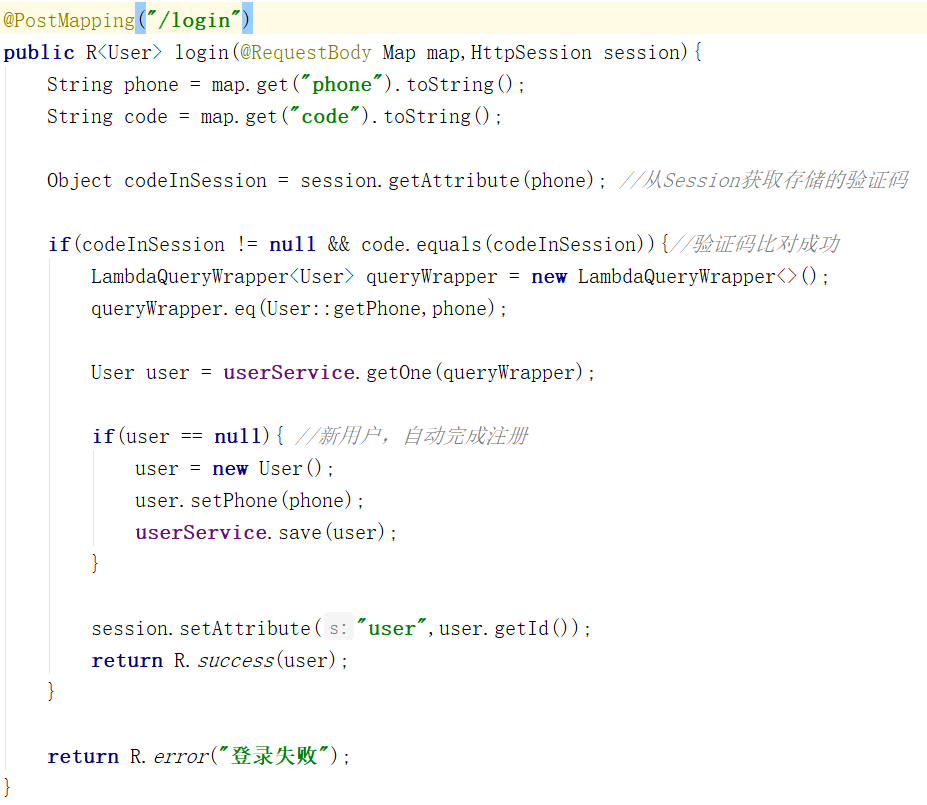 @PostMapping("/login")
public R<User> login(@RequestBody Map map,HttpSession session){
    String phone = map.get("phone").toString();
    String code = map.get("code").toString();

    Object codeInSession = session.getAttribute(phone); //从Session获取存储的验证码

    if(codeInSession != null && code.equals(codeInSession)){//验证码比对成功
        LambdaQueryWrapper<User> queryWrapper = new LambdaQueryWrapper<>();
        queryWrapper.eq(User::getPhone,phone);

        User user = userService.getOne(queryWrapper);

        if(user == null){ //新用户，自动完成注册
            user = new User();
            user.setPhone(phone);
            userService.save(user);
        }

        session.setAttribute( s: "user",user.getId());
        return R.success(user);
    }

    return R.error("登录失败");
}